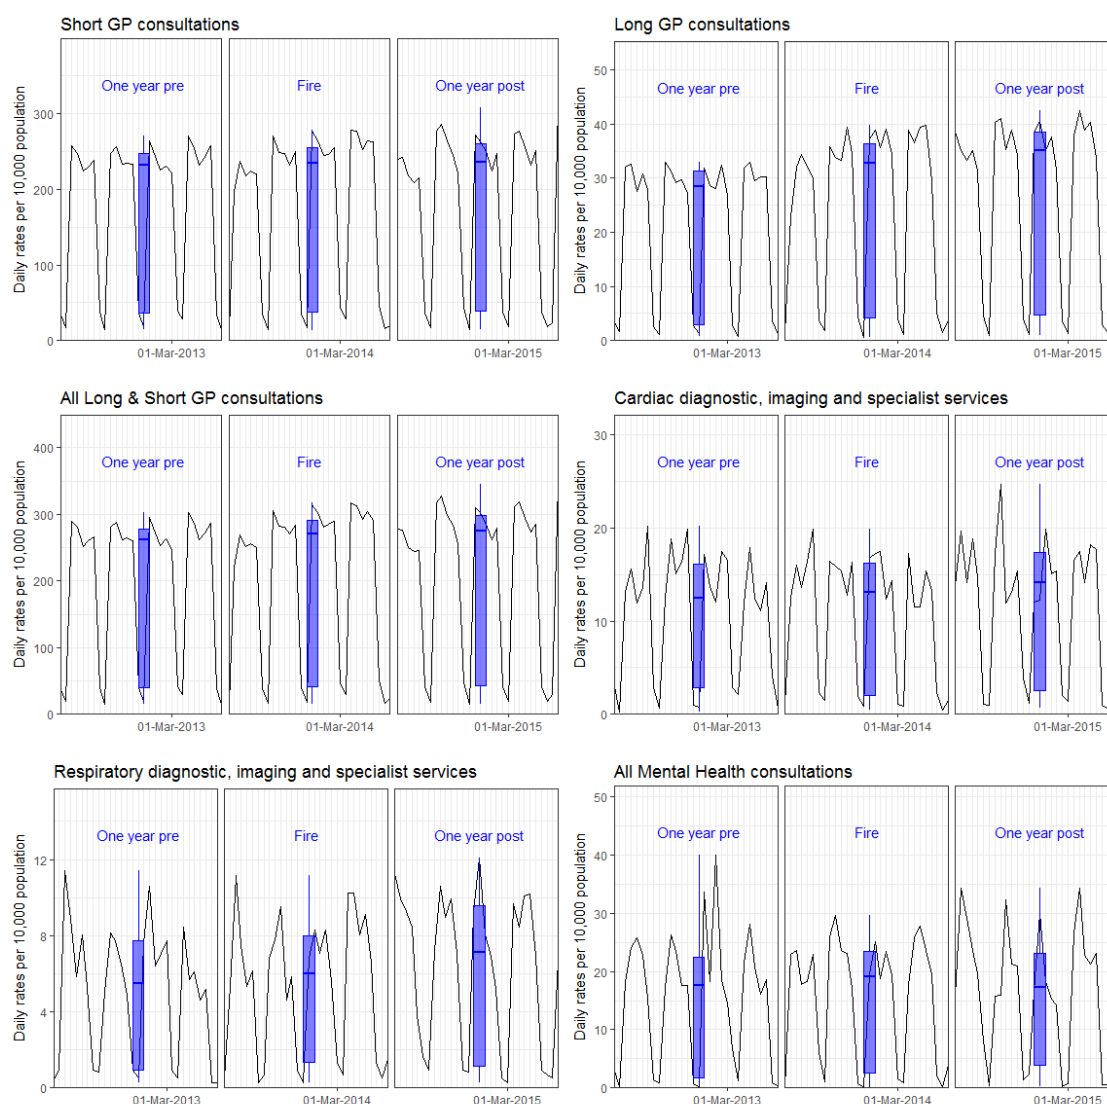 Short GP consultations
Daily rates per 10,000 population
300
200
100
0
One year pre
Fire
One year post
01-Mar-2013
01-Mar-2014
01-Mar-2015
Long GP consultations
Daily rates per 10,000 population
50
40
30
20
10
0
One year pre
Fire
One year post
01-Mar-2013
01-Mar-2014
01-Mar-2015
All Long & Short GP consultations
Daily rates per 10,000 population
400
300
200
100
0
One year pre
Fire
One year post
01-Mar-2013
01-Mar-2014
01-Mar-2015
Cardiac diagnostic, imaging and specialist services
Daily rates per 10,000 population
30
20
10
0
One year pre
Fire
One year post
01-Mar-2013
01-Mar-2014
01-Mar-2015
Respiratory diagnostic, imaging and specialist services
Daily rates per 10,000 population
12
8
4
0
One year pre
Fire
One year post
01-Mar-2013
01-Mar-2014
01-Mar-2015
All Mental Health consultations
Daily rates per 10,000 population
50
40
30
20
10
0
One year pre
Fire
One year post
01-Mar-2013
01-Mar-2014
01-Mar-2015